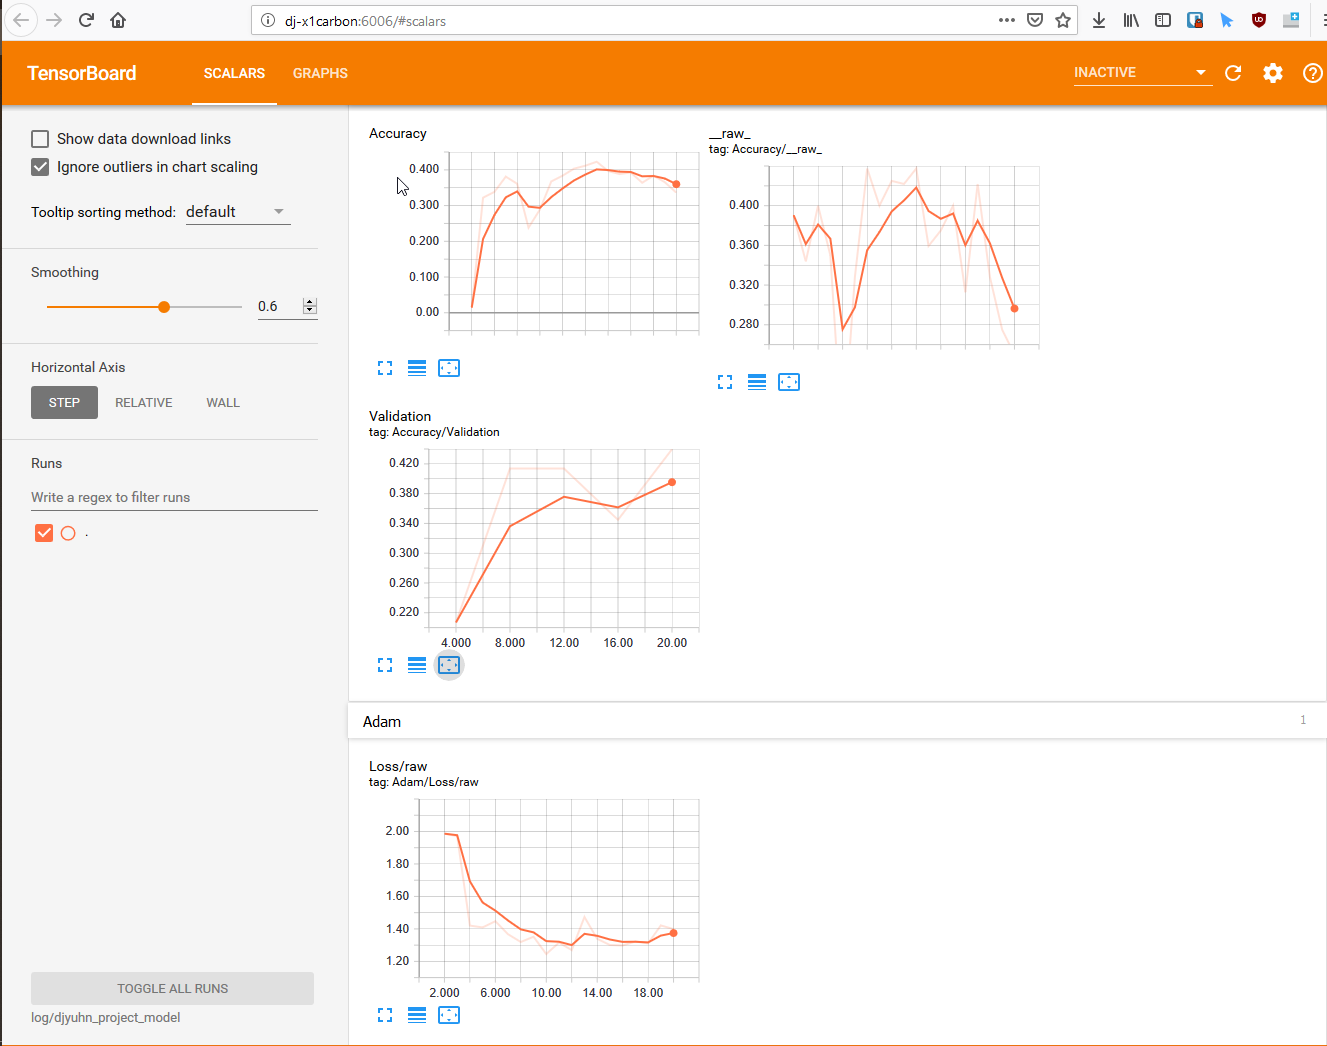 dj-x1carbon:6006/#scalars
TensorBoard
SCALARS
GRAPHS
INACTIVE
Show data download links
Ignore outliers in chart scaling
Tooltip sorting method: default
Smoothing
0.6
Horizontal Axis
STEP
RELATIVE
WALL
Runs
Write a regex to filter runs
.
TOGGLE ALL RUNS
log/djyuhn_project_model
Accuracy
0.400
0.300
0.200
0.100
0.00
__raw_
tag: Accuracy/__raw_
0.400
0.360
0.320
0.280
Validation
tag: Accuracy/Validation
0.420
0.380
0.340
0.300
0.260
0.220
4.000 8.000 12.00 16.00 20.00
Adam
1
Loss/raw
tag: Adam/Loss/raw
2.00
1.80
1.60
1.40
1.20
2.000 6.000 10.00 14.00 18.00